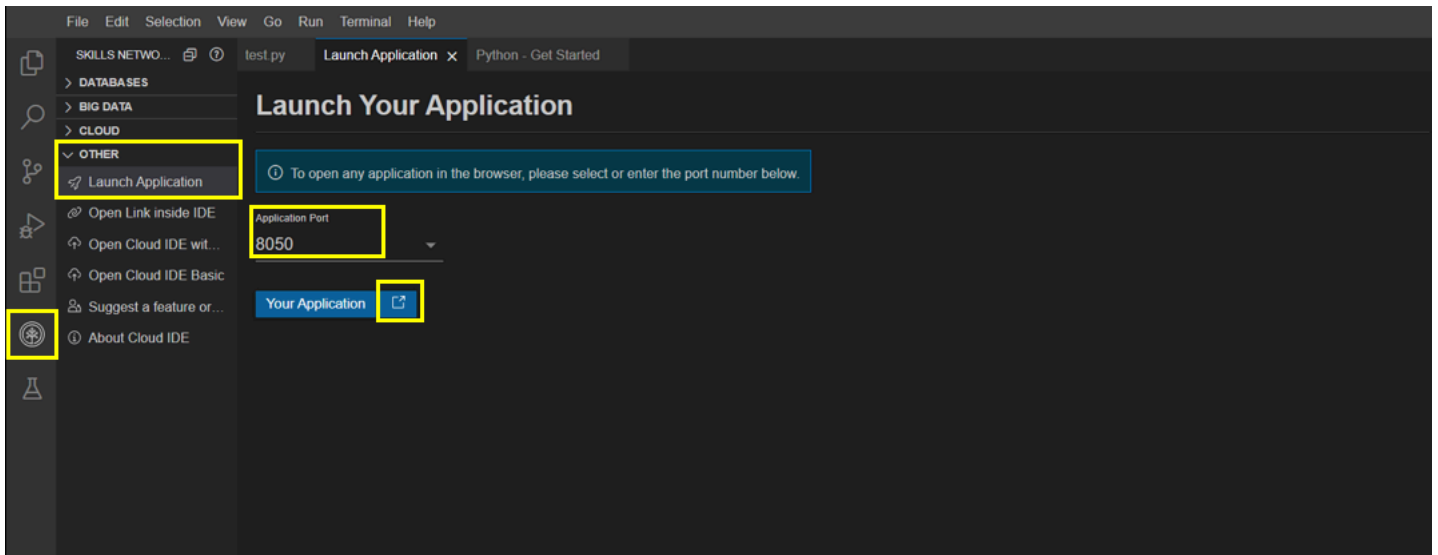 File Edit Selection View Go Run Terminal Help
SKILLS NETWO...
test.py Launch Application Python - Get Started
DATABASES
BIG DATA
CLOUD
OTHER
Launch Application
Open Link inside IDE
Open Cloud IDE wit...
Open Cloud IDE Basic
Suggest a feature or...
About Cloud IDE
Launch Your Application
To open any application in the browser, please select or enter the port number below.
Application Port
8050
Your Application